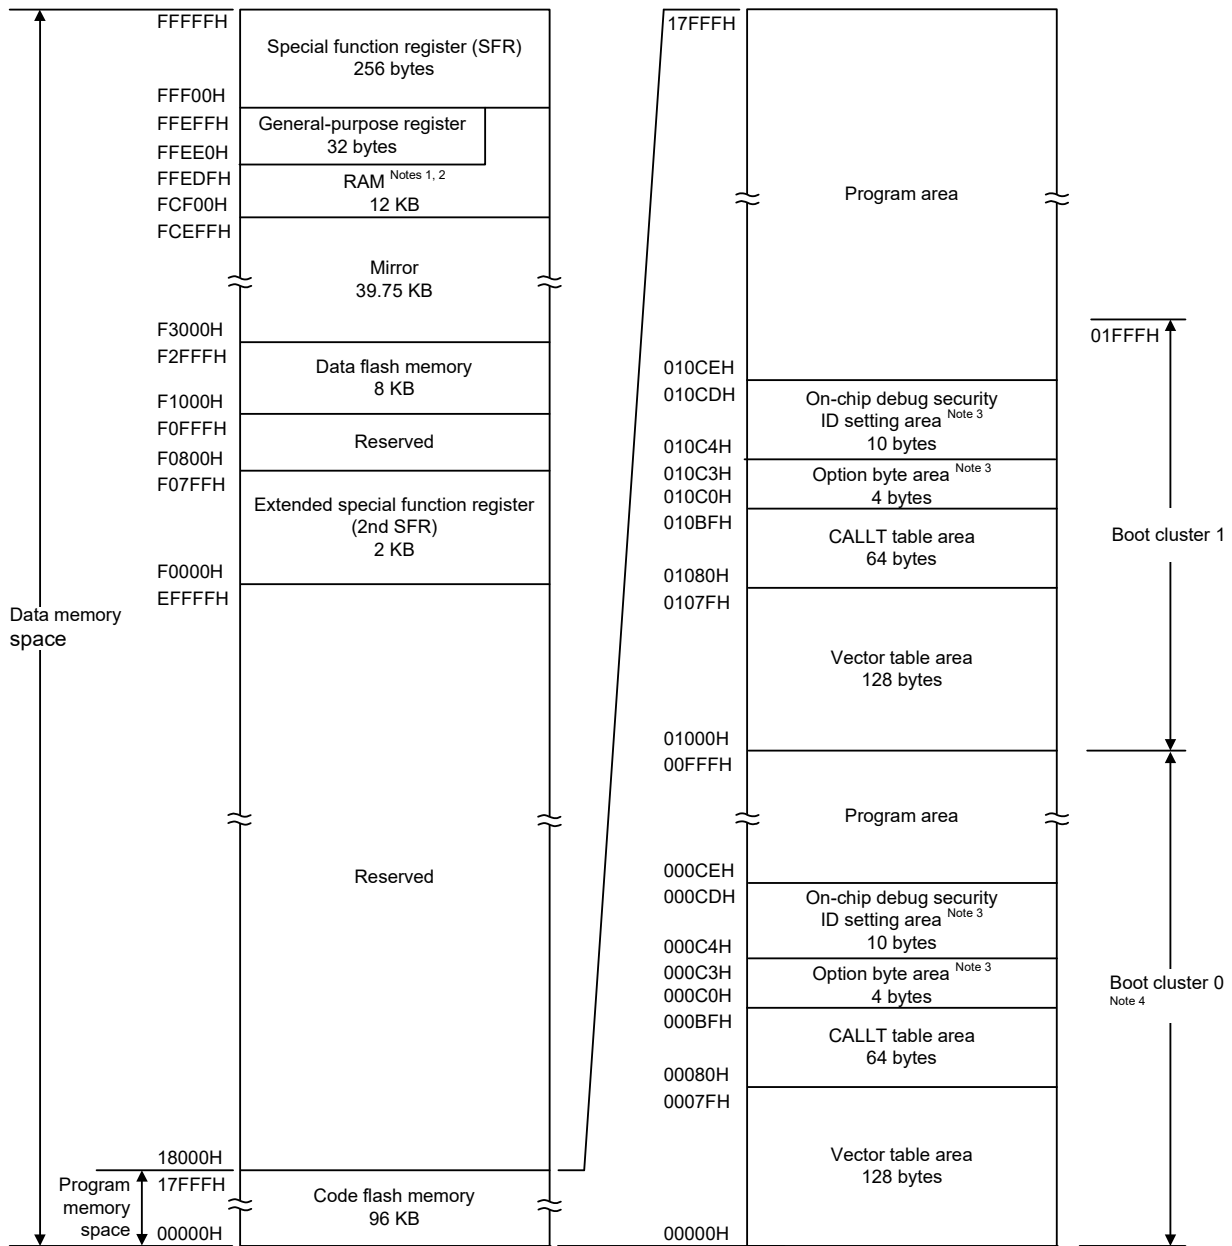 FFFFFH
Special function register (SFR)
256 bytes
FFF00H
FFEFFH
General-purpose register
32 bytes
FFEE0H
FFEDFH
RAM Notes 1, 2
12 KB
FCF00H
FCEFFH
Mirror
39.75 KB
F3000H
F2FFFH
Data flash memory
8 KB
F1000H
F0FFFH
Reserved
F0800H
F07FFH
Extended special function register
(2nd SFR)
2 KB
F0000H
EFFFFH
Data memory
space
Reserved
18000H
17FFFH
Program
memory
space
Code flash memory
96 KB
00000H
17FFFH
Program area
01FFFH
010CEH
010CDH
On-chip debug security
ID setting area Note 3
10 bytes
010C4H
010C3H
Option byte area Note 3
4 bytes
010C0H
010BFH
CALLT table area
64 bytes
Boot cluster 1
01080H
0107FH
Vector table area
128 bytes
01000H
00FFFH
Program area
000CEH
000CDH
On-chip debug security
ID setting area Note 3
10 bytes
000C4H
000C3H
Option byte area Note 3
4 bytes
000C0H
Boot cluster 0
Note 4
000BFH
CALLT table area
64 bytes
00080H
0007FH
Vector table area
128 bytes
00000H